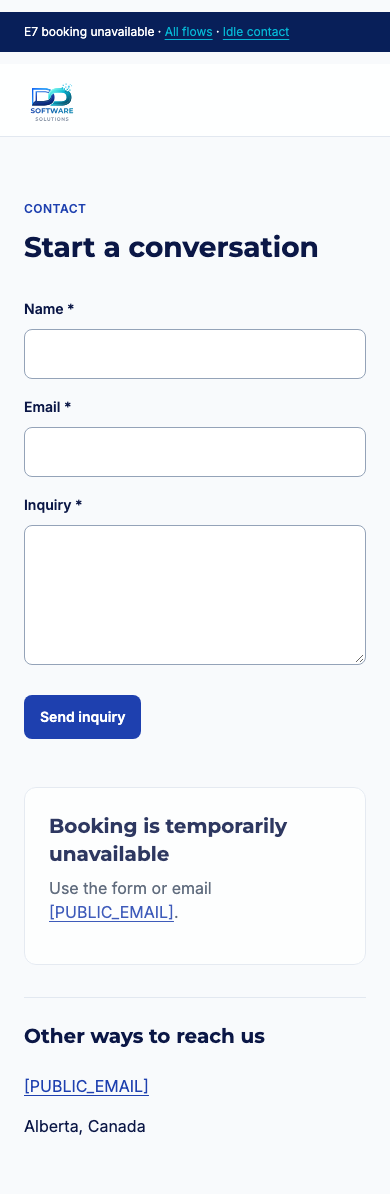 E7 booking unavailable · All flows · Idle contact
DO
SOFTWARE
SOLUTIONS
CONTACT
Start a conversation
Name *
Email *
Inquiry *
Send inquiry
Booking is temporarily
unavailable
Use the form or email
[PUBLIC_EMAIL].
Other ways to reach us
[PUBLIC_EMAIL]
Alberta, Canada